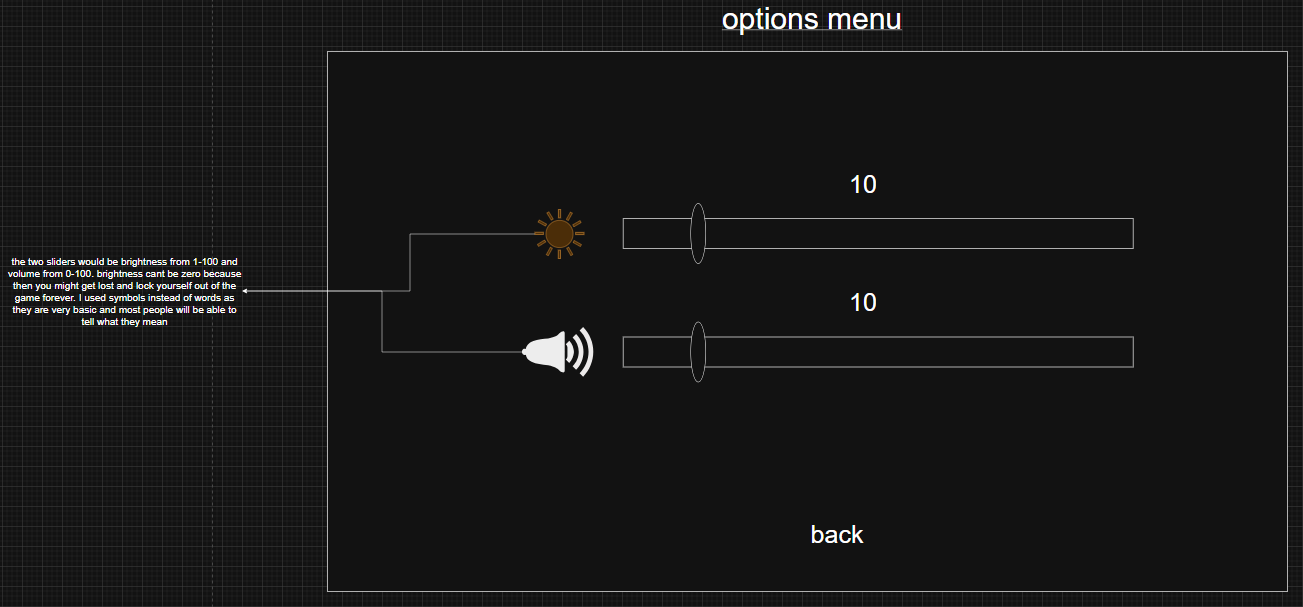 options menu
10
the two sliders would be brightness from 1-100 and
volume from 0-100. brightness cant be zero because
then you might get lost and lock yourself out of the
game forever. I used symbols instead of words as
they are very basic and most people will be able to
tell what they mean
10
back